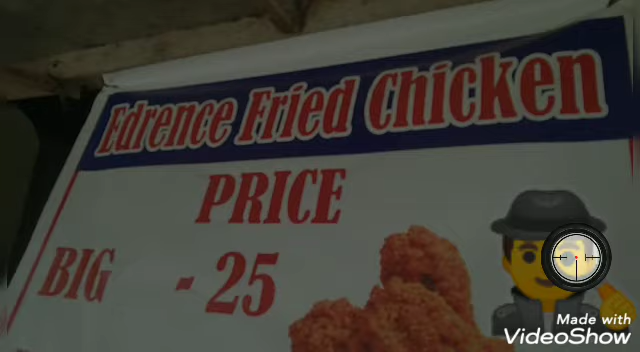 Edrence Fried Chicken
PRICE
BIG - 25
Made with
VideoShow